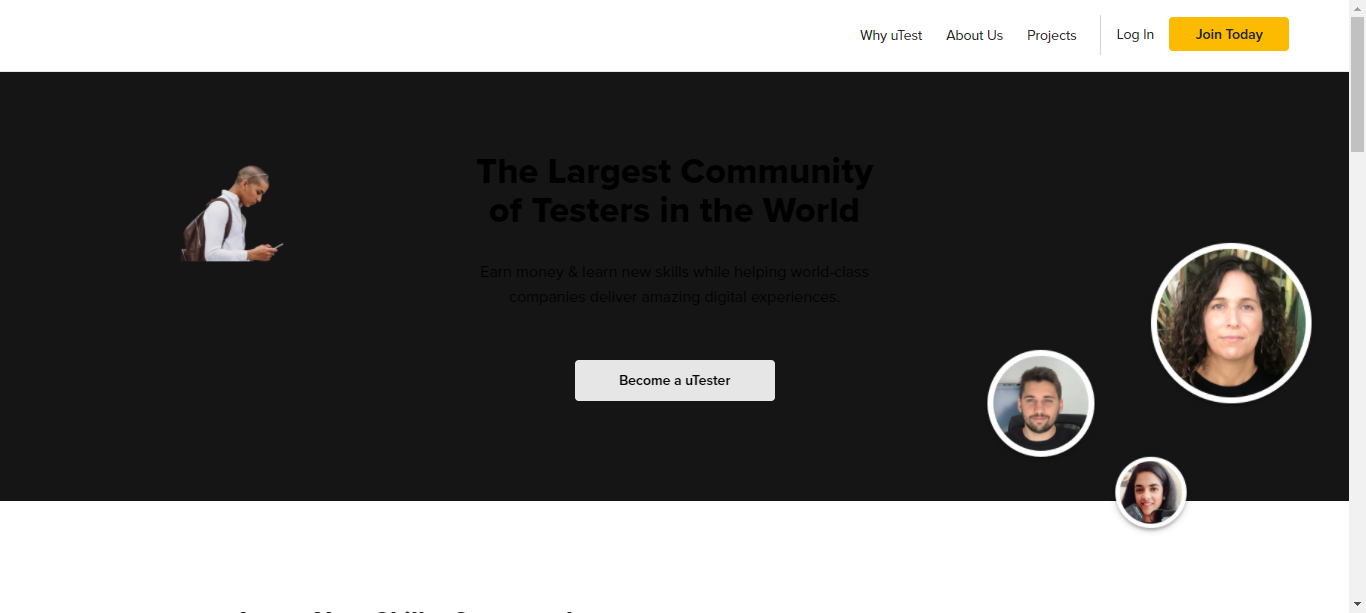 Why uTest About Us Projects Log In Join Today
The Largest Community
of Testers in the World
Earn money & learn new skills while helping world-class
companies deliver amazing digital experiences.
Become a uTester